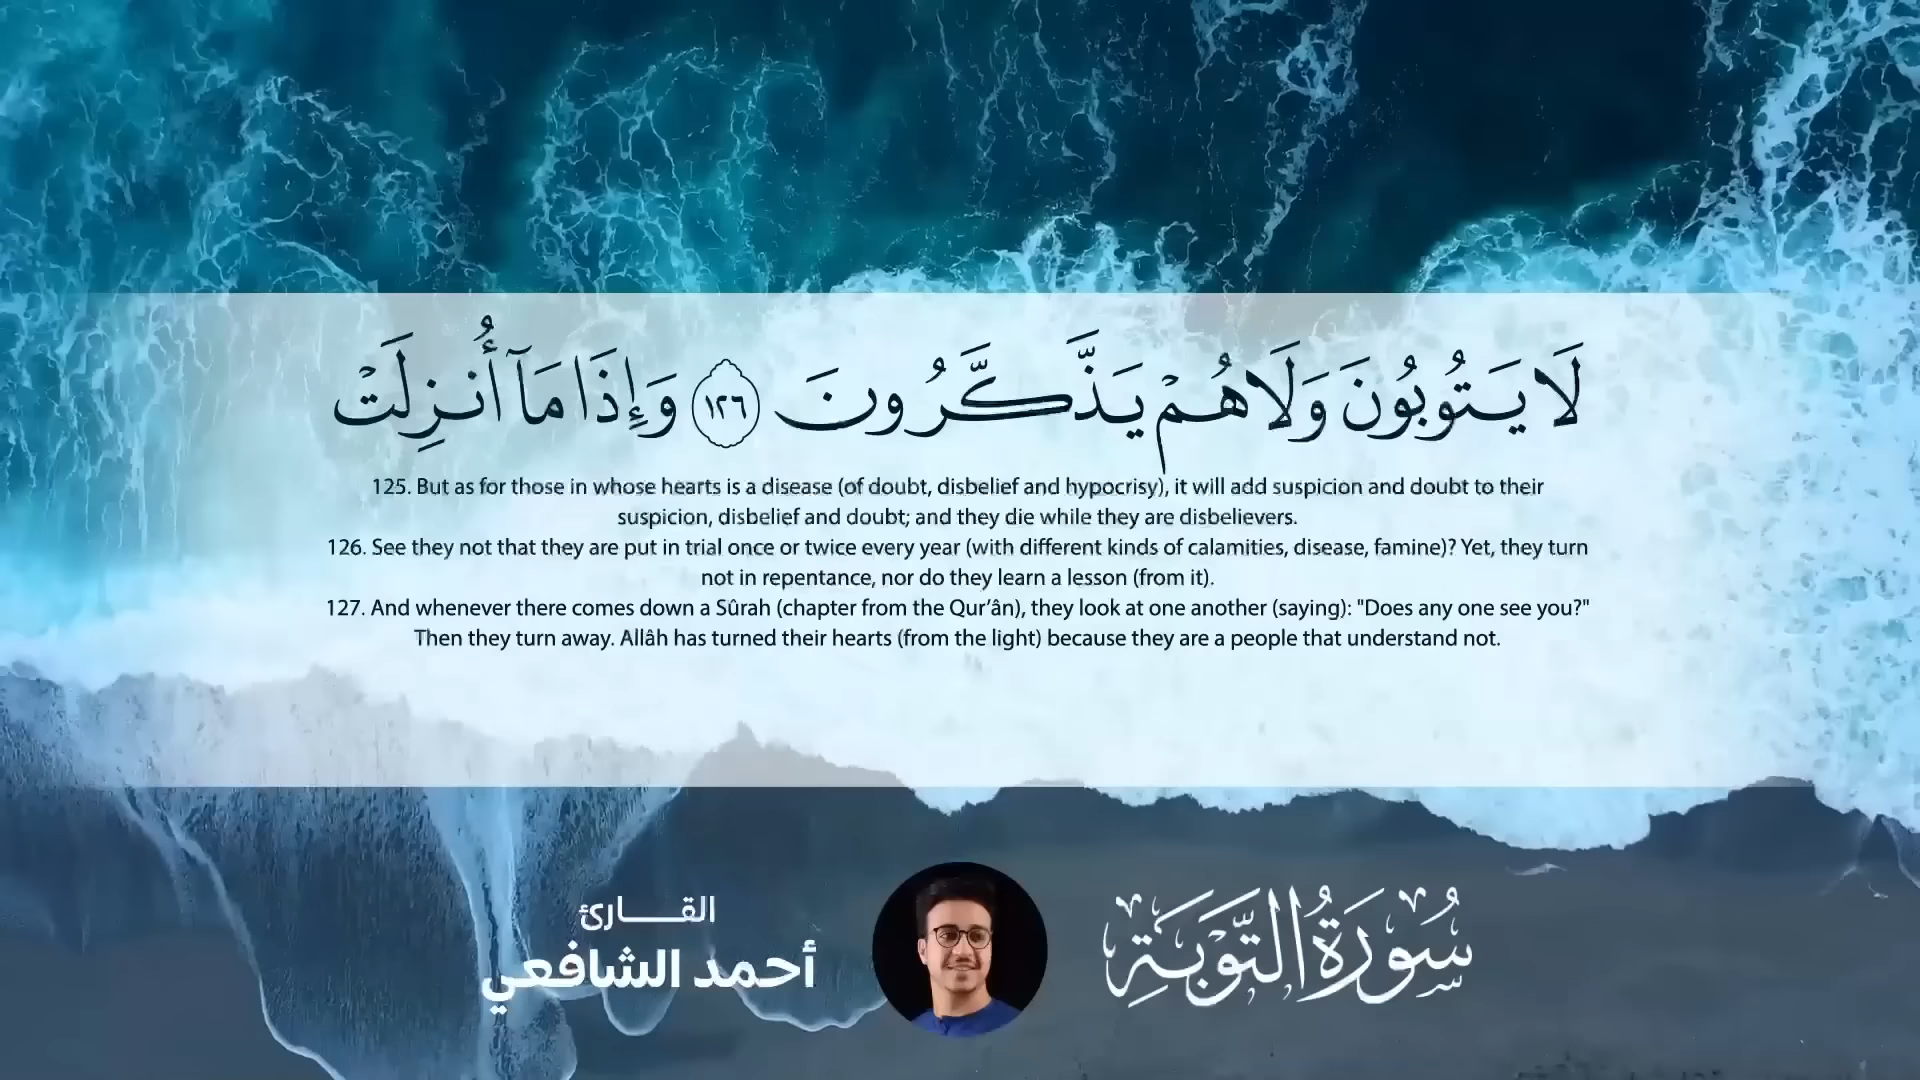 لَا يَتُوبُونَ وَلَا هُمْ يَذَّكَّرُونَ ١٢٦ وَإِذَا مَآ أُنزِلَتْ
125. But as for those in whose hearts is a disease (of doubt, disbelief and hypocrisy), it will add suspicion and doubt to their
suspicion, disbelief and doubt; and they die while they are disbelievers.
126. See they not that they are put in trial once or twice every year (with different kinds of calamities, disease, famine)? Yet, they turn
not in repentance, nor do they learn a lesson (from it).
127. And whenever there comes down a Sûrah (chapter from the Qur’ân), they look at one another (saying): "Does any one see you?"
Then they turn away. Allâh has turned their hearts (from the light) because they are a people that understand not.
سُورَةُ التَّوْبَةِ
القـــــارئ
أحمد الشافعي